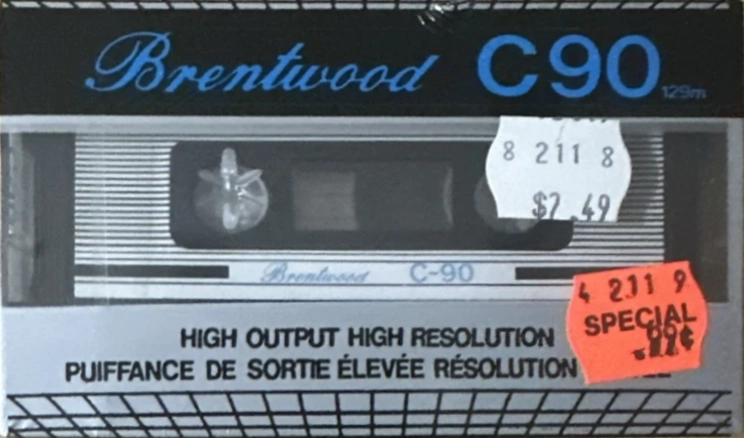 Brentwood C90 129m
8 211 8
$2.49
Brentwood C-90
4 211 9
SPECIAL
HIGH OUTPUT HIGH RESOLUTION
PUIFFANCE DE SORTIE ÉLEVÉE RÉSOLUTION